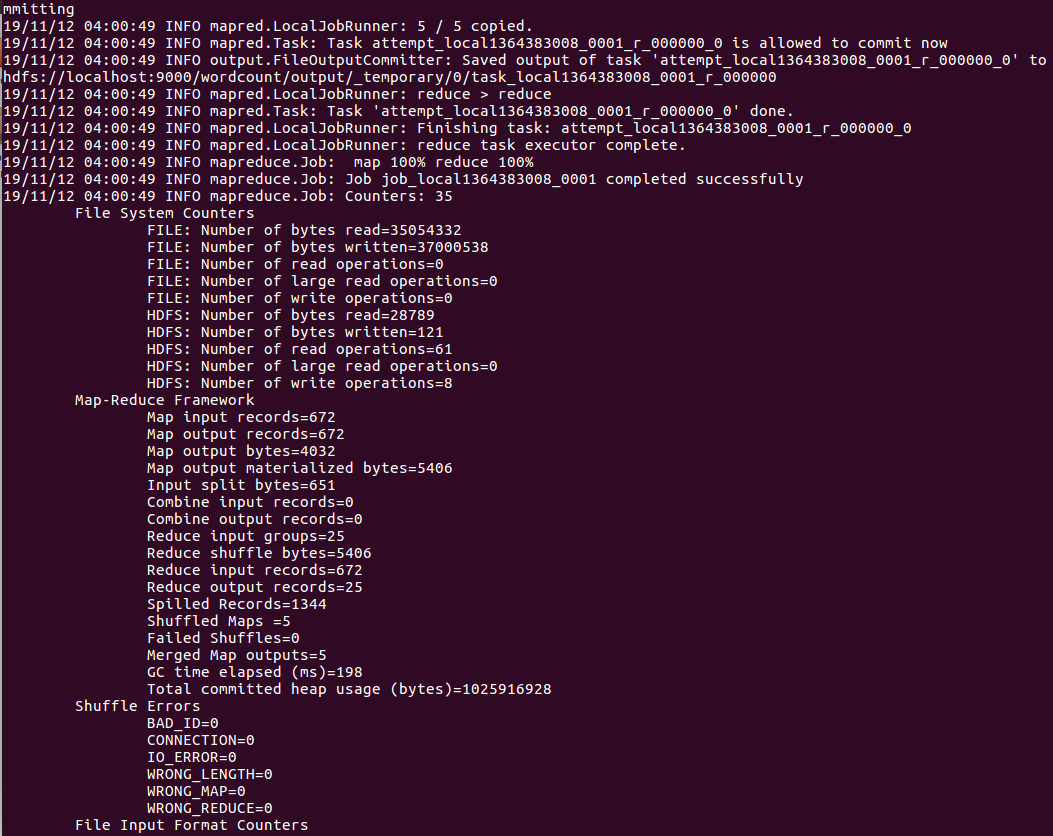 mmitting
19/11/12 04:00:49 INFO mapred.LocalJobRunner: 5 / 5 copied.
19/11/12 04:00:49 INFO mapred.Task: Task attempt_local1364383008_0001_r_000000_0 is allowed to commit now
19/11/12 04:00:49 INFO output.FileOutputCommitter: Saved output of task 'attempt_local1364383008_0001_r_000000_0' to
hdfs://localhost:9000/wordcount/output/_temporary/0/task_local1364383008_0001_r_000000
19/11/12 04:00:49 INFO mapred.LocalJobRunner: reduce > reduce
19/11/12 04:00:49 INFO mapred.Task: Task 'attempt_local1364383008_0001_r_000000_0' done.
19/11/12 04:00:49 INFO mapred.LocalJobRunner: Finishing task: attempt_local1364383008_0001_r_000000_0
19/11/12 04:00:49 INFO mapred.LocalJobRunner: reduce task executor complete.
19/11/12 04:00:49 INFO mapreduce.Job:  map 100% reduce 100%
19/11/12 04:00:49 INFO mapreduce.Job: Job job_local1364383008_0001 completed successfully
19/11/12 04:00:49 INFO mapreduce.Job: Counters: 35
File System Counters
FILE: Number of bytes read=35054332
FILE: Number of bytes written=37000538
FILE: Number of read operations=0
FILE: Number of large read operations=0
FILE: Number of write operations=0
HDFS: Number of bytes read=28789
HDFS: Number of bytes written=121
HDFS: Number of read operations=61
HDFS: Number of large read operations=0
HDFS: Number of write operations=8
Map-Reduce Framework
Map input records=672
Map output records=672
Map output bytes=4032
Map output materialized bytes=5406
Input split bytes=651
Combine input records=0
Combine output records=0
Reduce input groups=25
Reduce shuffle bytes=5406
Reduce input records=672
Reduce output records=25
Spilled Records=1344
Shuffled Maps =5
Failed Shuffles=0
Merged Map outputs=5
GC time elapsed (ms)=198
Total committed heap usage (bytes)=1025916928
Shuffle Errors
BAD_ID=0
CONNECTION=0
IO_ERROR=0
WRONG_LENGTH=0
WRONG_MAP=0
WRONG_REDUCE=0
File Input Format Counters